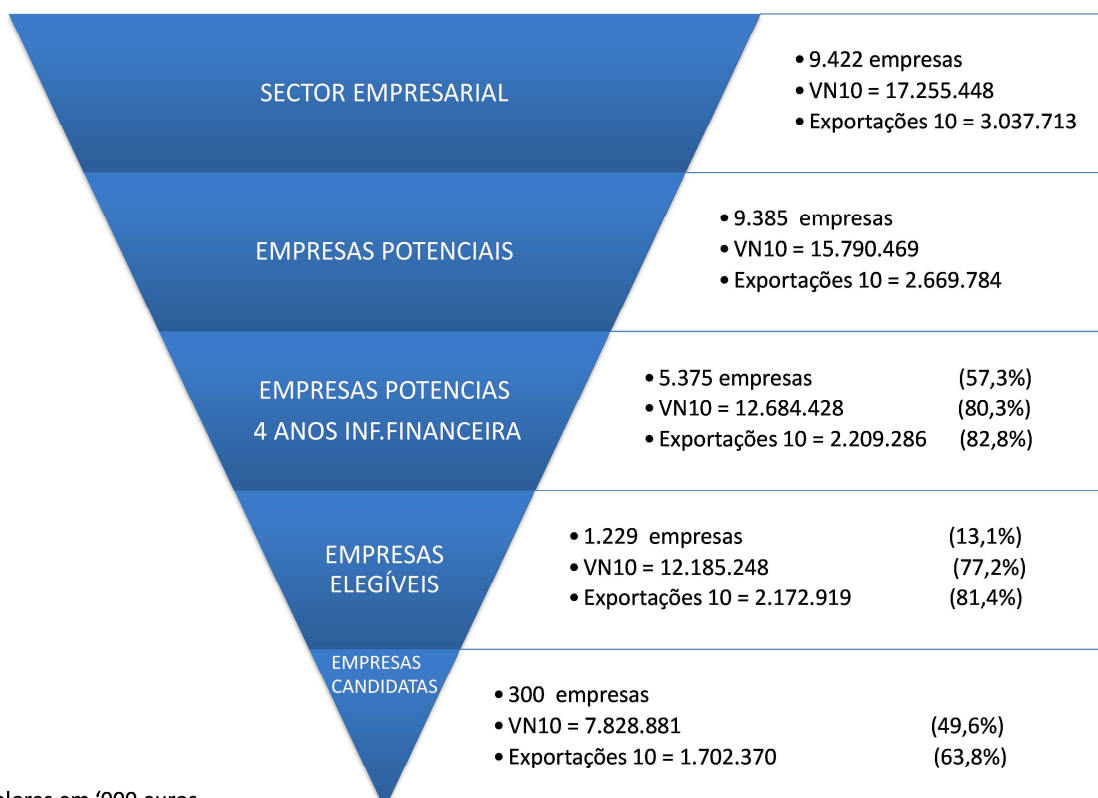 SECTOR EMPRESARIAL
• 9.422 empresas
• VN10 = 17.255.448
• Exportações 10 = 3.037.713
EMPRESAS POTENCIAIS
• 9.385 empresas
• VN10 = 15.790.469
• Exportações 10 = 2.669.784
EMPRESAS POTENCIAS
4 ANOS INF.FINANCEIRA
• 5.375 empresas (57,3%)
• VN10 = 12.684.428 (80,3%)
• Exportações 10 = 2.209.286 (82,8%)
EMPRESAS
ELEGÍVEIS
• 1.229 empresas (13,1%)
• VN10 = 12.185.248 (77,2%)
• Exportações 10 = 2.172.919 (81,4%)
EMPRESAS
CANDIDATAS
• 300 empresas
• VN10 = 7.828.881 (49,6%)
• Exportações 10 = 1.702.370 (63,8%)
em euros